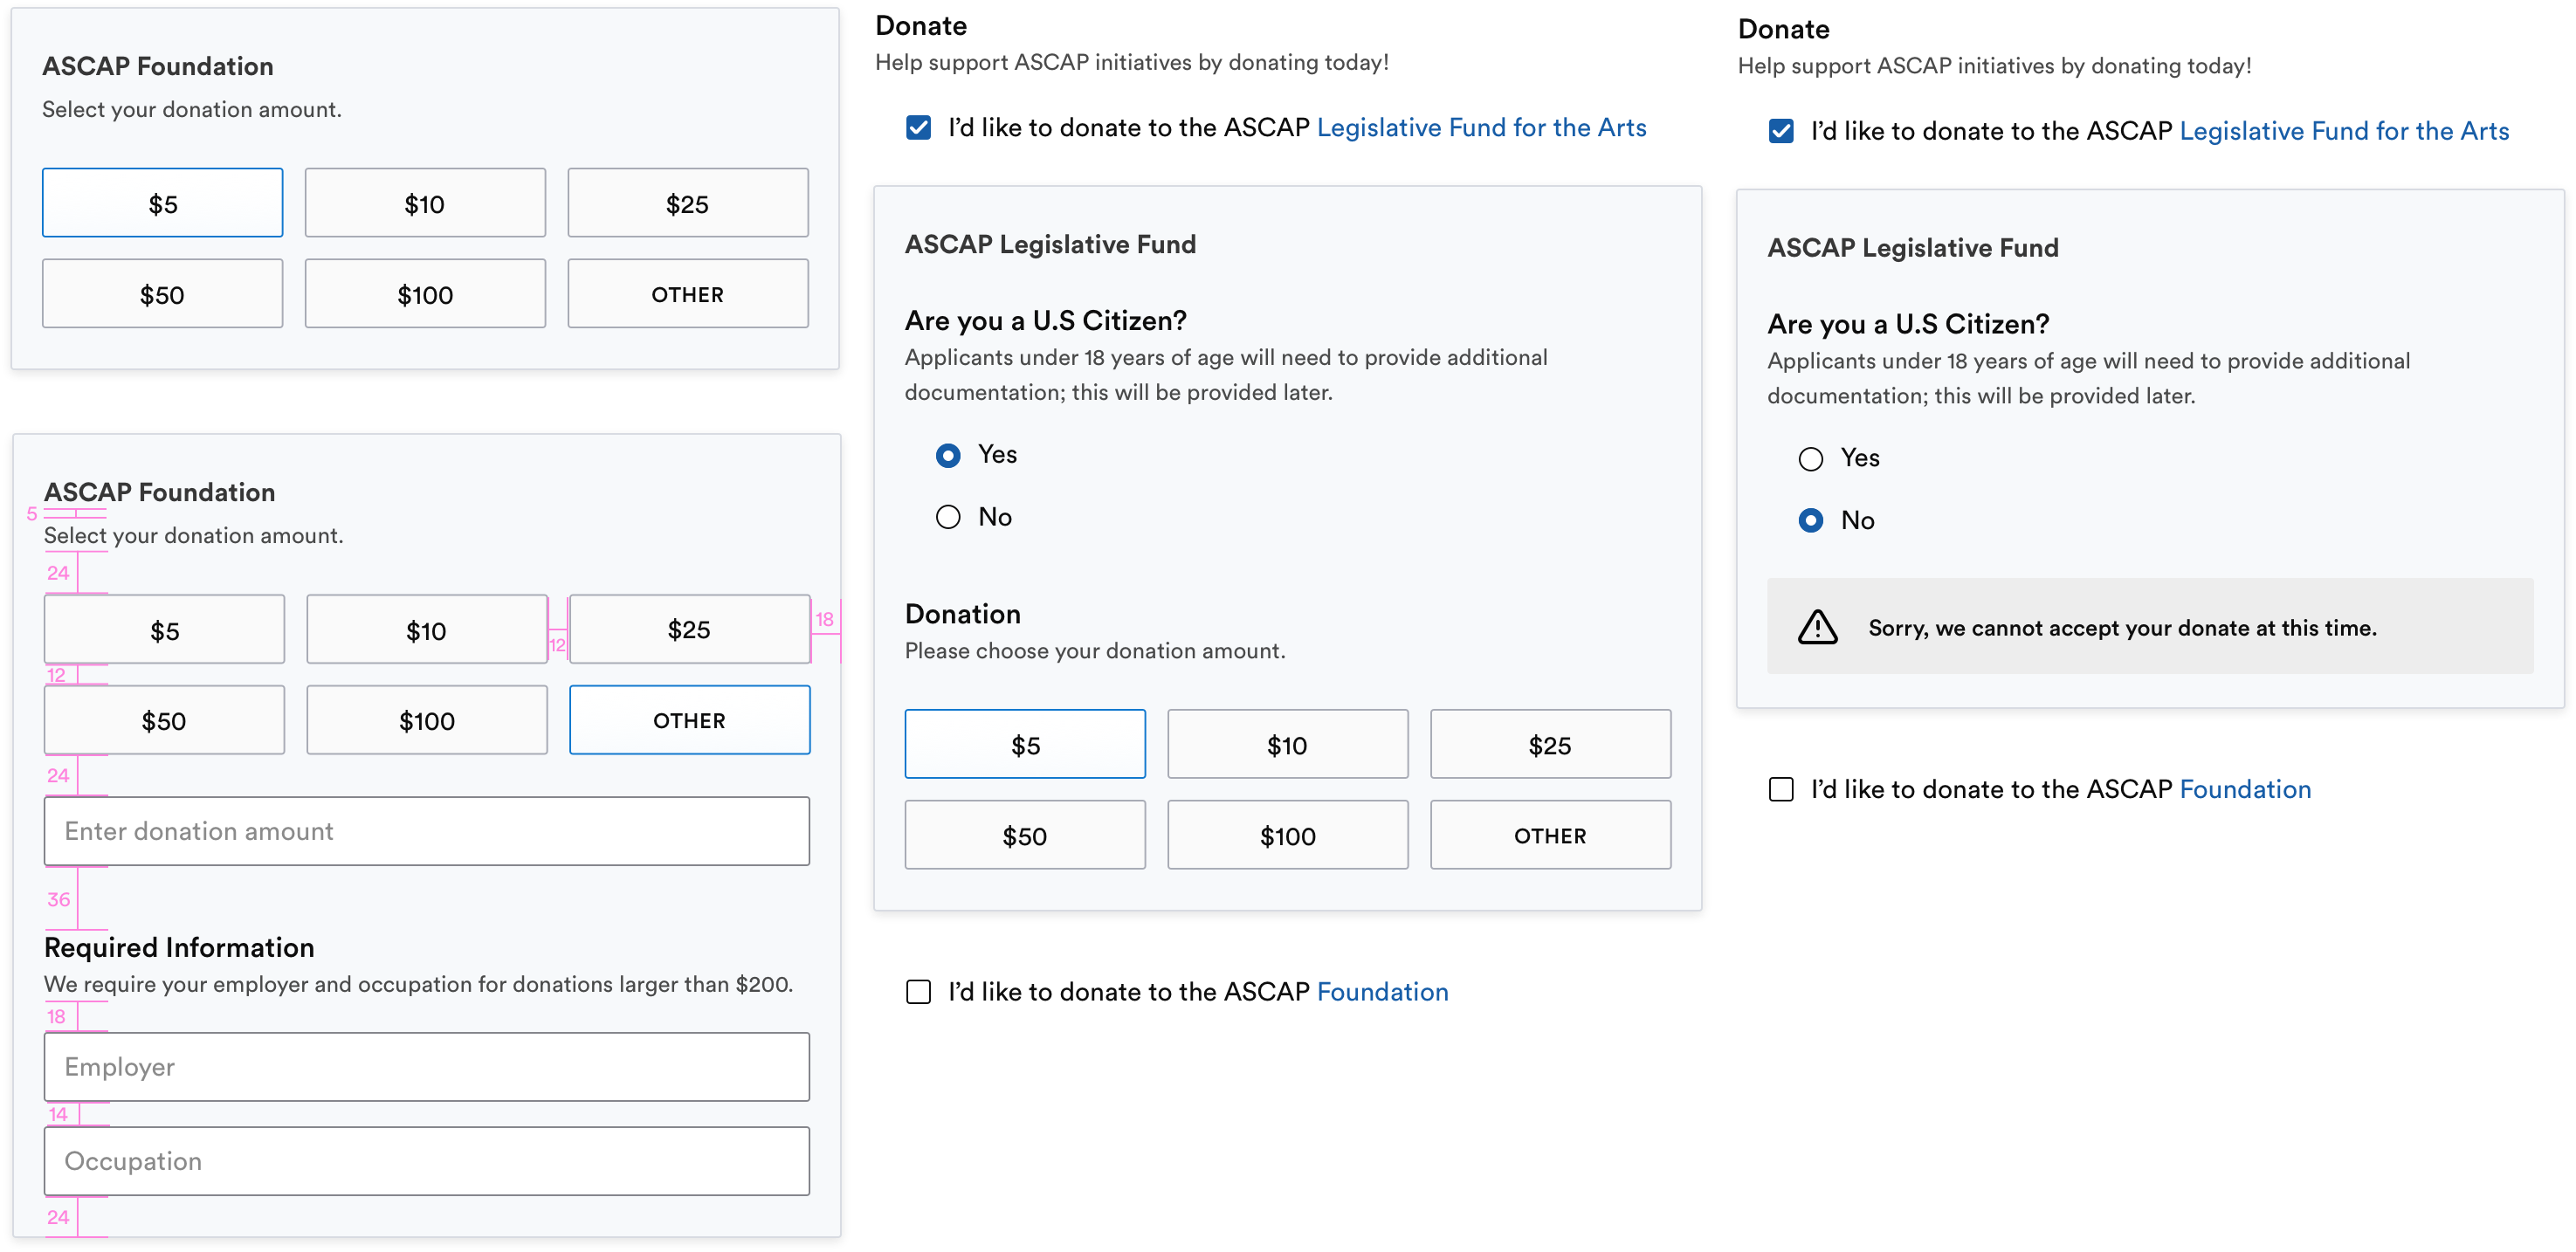 ASCAP Foundation
Select your donation amount.
$5
$10
$25
$50
$100
OTHER
ASCAP Foundation
5
Select your donation amount.
24
$5
$10
12
$25
18
12
$50
$100
OTHER
24
Enter donation amount
36
Required Information
We require your employer and occupation for donations larger than $200.
18
Employer
14
Occupation
24
Donate
Help support ASCAP initiatives by donating today!
I’d like to donate to the ASCAP Legislative Fund for the Arts
ASCAP Legislative Fund
Are you a U.S Citizen?
Applicants under 18 years of age will need to provide additional
documentation; this will be provided later.
Yes
No
Donation
Please choose your donation amount.
$5
$10
$25
$50
$100
OTHER
I’d like to donate to the ASCAP Foundation
Donate
Help support ASCAP initiatives by donating today!
I’d like to donate to the ASCAP Legislative Fund for the Arts
ASCAP Legislative Fund
Are you a U.S Citizen?
Applicants under 18 years of age will need to provide additional
documentation; this will be provided later.
Yes
No
Sorry, we cannot accept your donate at this time.
I’d like to donate to the ASCAP Foundation